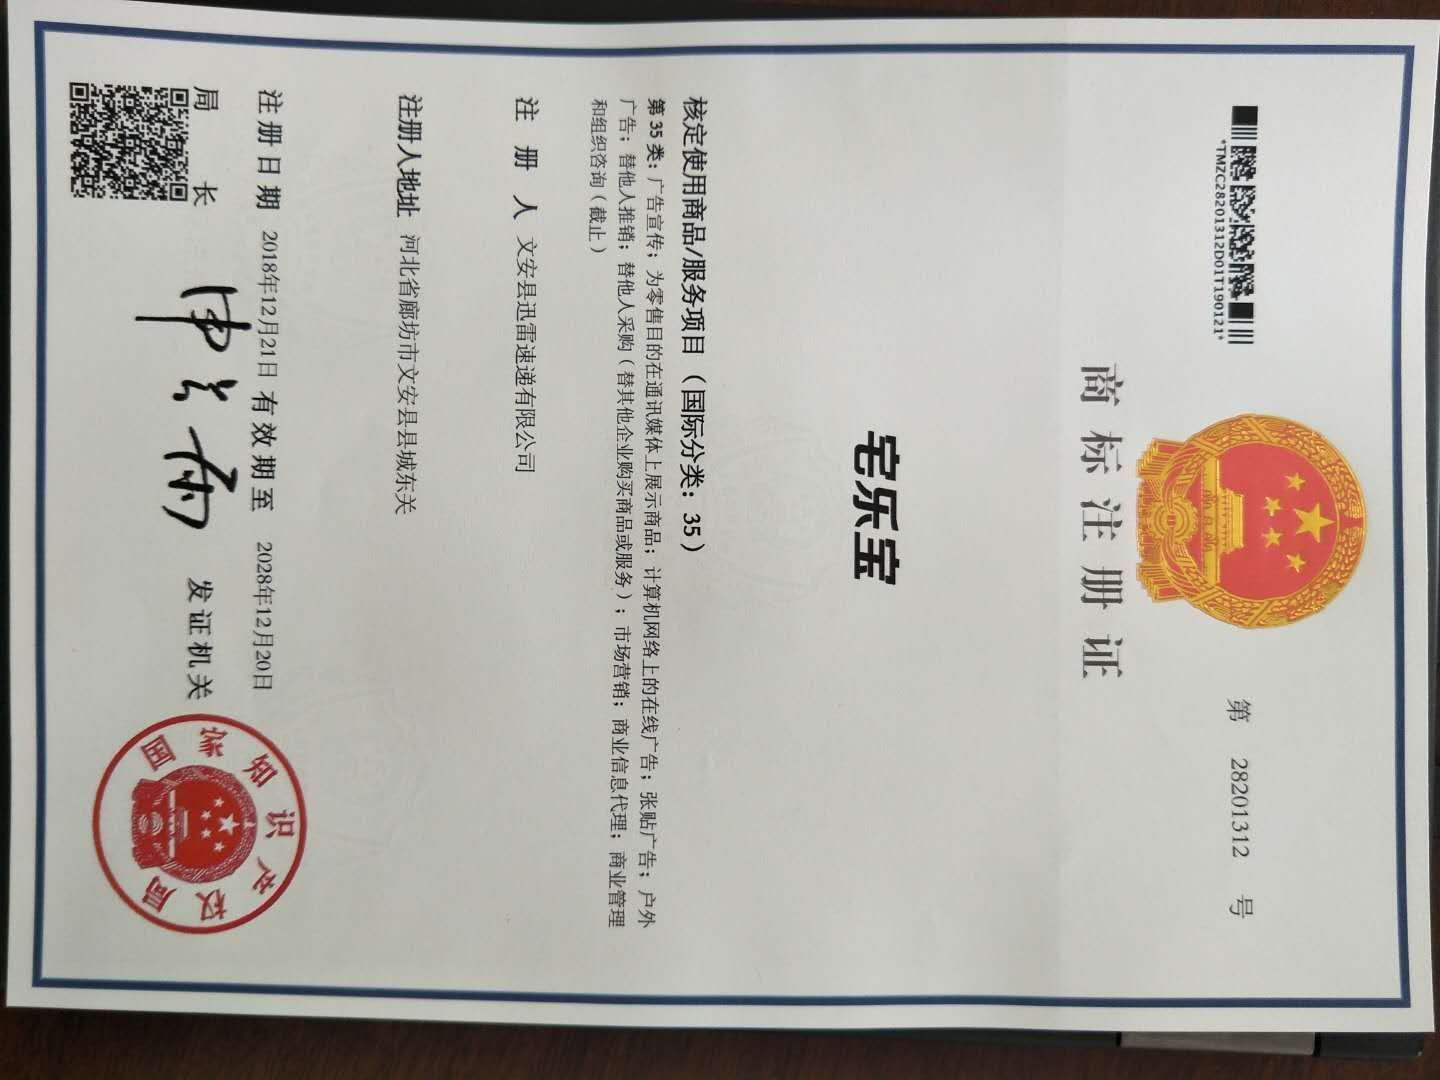 *TMZC28201312D01T190121*
第 28201312 号
商标注册证
宅乐宝
核定使用商品/服务项目（国际分类：35）
第 35 类：广告宣传；为零售目的在通讯媒体上展示商品；计算机网络上的在线广告；张贴广告；户外
广告；替他人推销；替他人采购（替其他企业购买商品或服务）；市场营销；商业信息代理；商业管理
和组织咨询（截止）
注 册 人 文安县迅雷速递有限公司
注册人地址 河北省廊坊市文安县县城东关
注册日期 2018年12月21日 有效期至 2028年12月20日
局 长 申长雨 发证机关
国家知识产权局